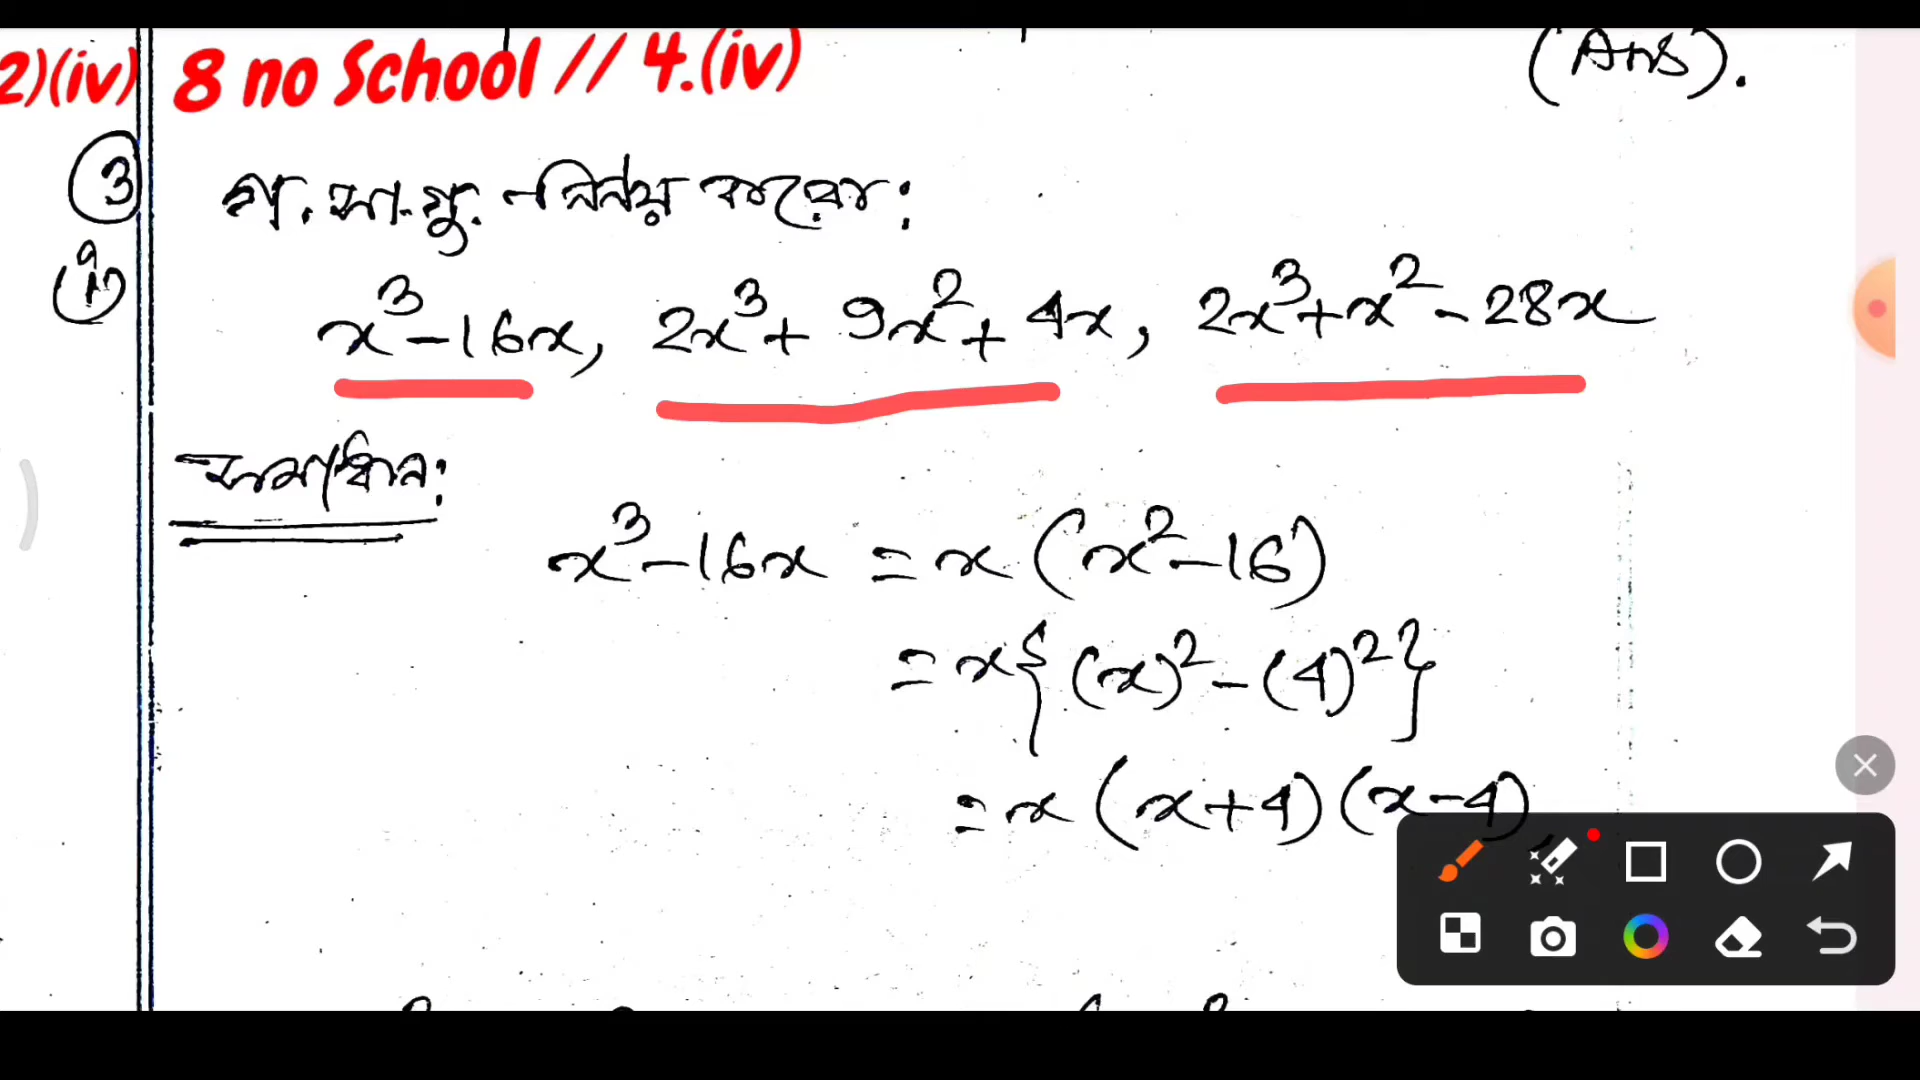 2)(iv) 8 no School // 4.(iv)
(Ans).
③ গ.সা.গু. নির্নয় করো:
(i)
x³-16x, 2x³+9x²+4x, 2x³+x²-28x
সমাধান:
x³-16x = x(x²-16)
= x{(x)²-(4)²}
= x(x+4)(x-4)